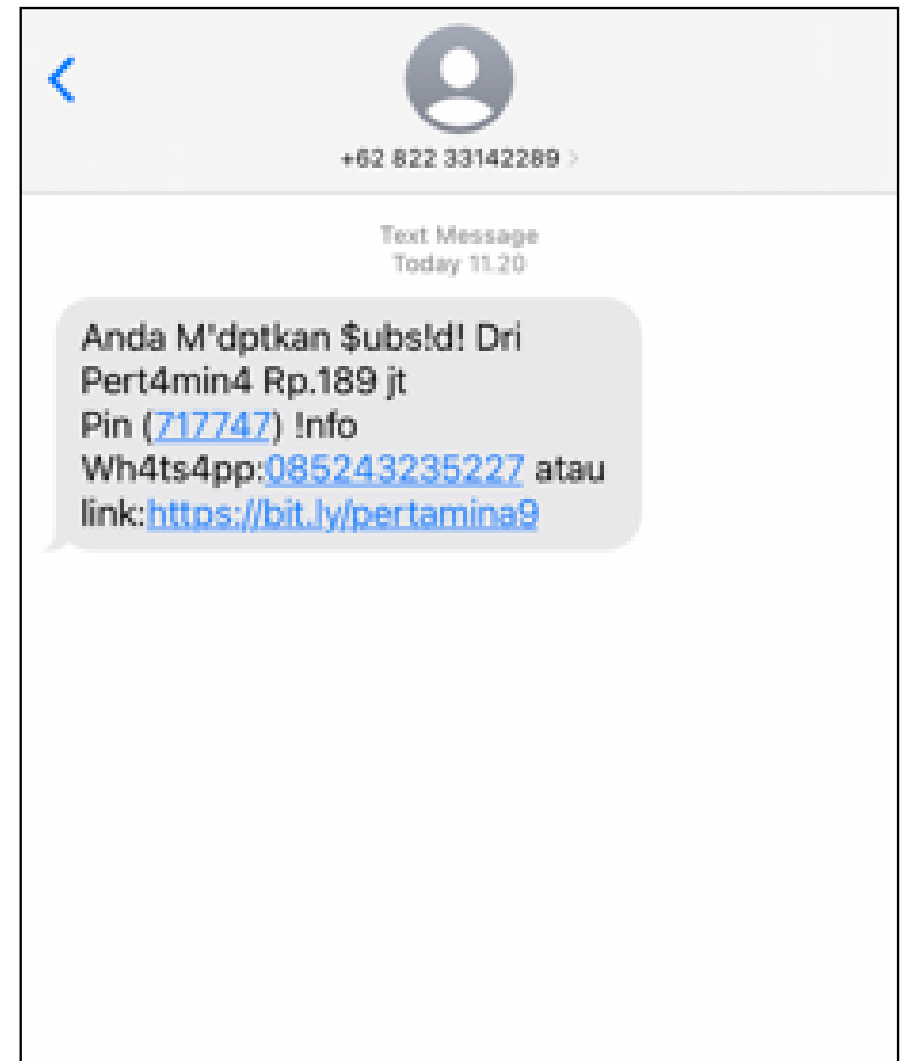 +62 822 33142289 >
Text Message
Today 11.20
Anda M'dptkan $ubs!d! Dri
Pert4min4 Rp.189 jt
Pin (717747) !nfo
Wh4ts4pp:085243235227 atau
link:https://bit.ly/pertamina9